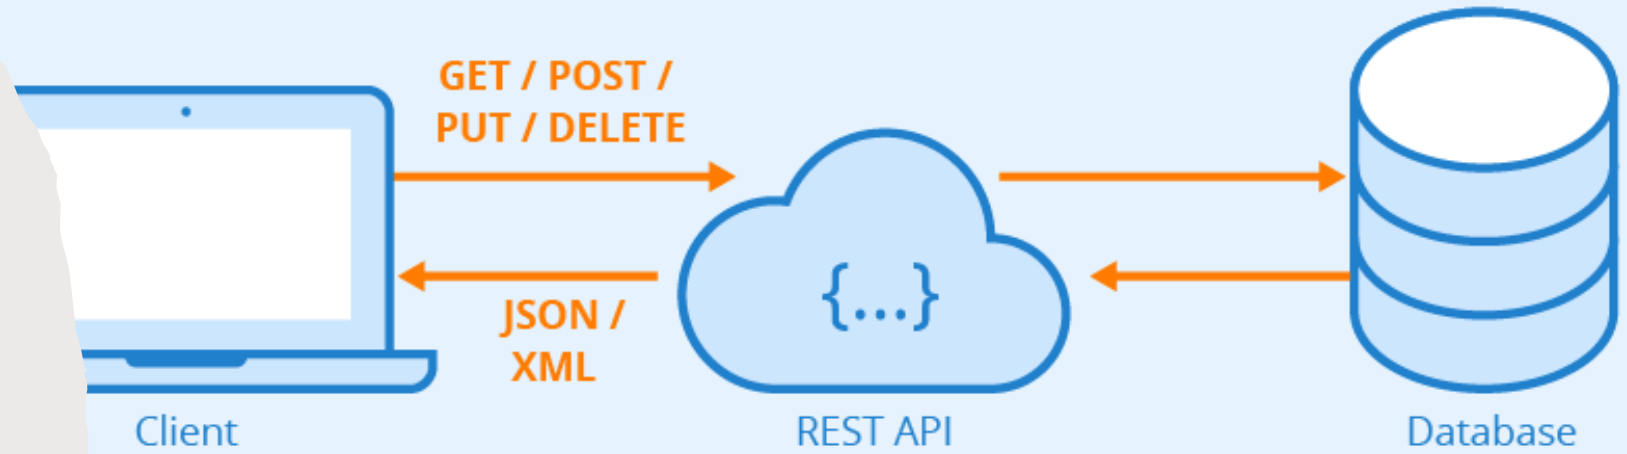 GET / POST /
PUT / DELETE
{...}
JSON /
XML
Client
REST API
Database